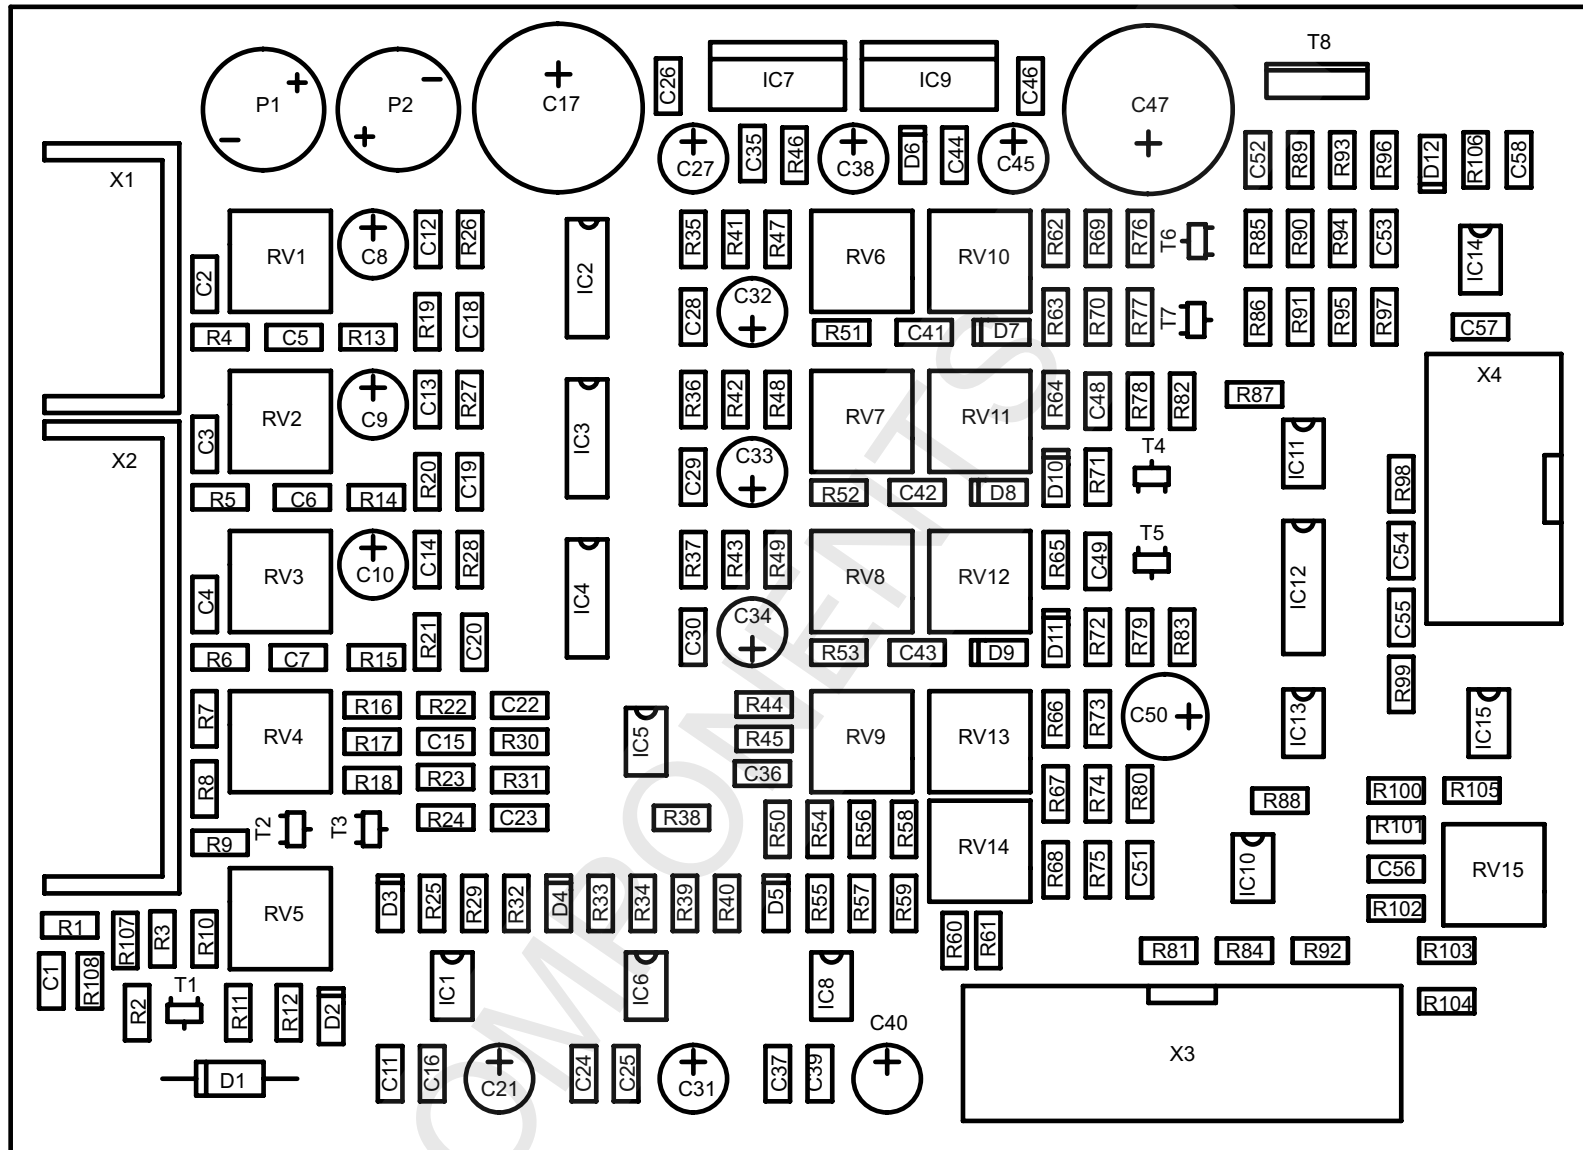 P1 P2 C17 C26 IC7 IC9 C46 C47 T8
X1 C27 C35 R46 C38 D6 C44 C45 C52 R89 R93 R96 D12 R106 C58
C2 RV1 C8 C12 R26 IC2 R35 R41 R47 RV6 RV10 R62 R69 R76 T6 R85 R90 R94 C53 IC14
R4 C5 R13 R19 C18 C28 C32 R51 C41 D7 R63 R70 R77 T7 R86 R91 R95 R97 C57
C3 RV2 C9 C13 R27 IC3 R36 R42 R48 RV7 RV11 R64 C48 R78 R82 R87 X4
X2 R5 C6 R14 R20 C19 C29 C33 R52 C42 D8 D10 R71 T4 IC11 R98
C4 RV3 C10 C14 R28 IC4 R37 R43 R49 RV8 RV12 R65 C49 T5 IC12 C54
R6 C7 R15 R21 C20 C30 C34 R53 C43 D9 D11 R72 R79 R83 C55
R7 RV4 R16 R22 C22 IC5 R44 RV9 RV13 R66 R73 C50 IC13 R99 IC15
R17 C15 R30 R45
R8 R18 R23 R31 C36 R67 R74 R80 R88 R100 R105
R9 T2 T3 R24 C23 R38 R50 R54 R56 R58 RV14 R68 R75 C51 IC10 R101 C56 R102 RV15
R1 R107 R3 R10 RV5 D3 R25 R29 R32 D4 R33 R34 R39 R40 D5 R55 R57 R59 R60 R61 R81 R84 R92 R103
C1 R108 R2 T1 R11 R12 D2 IC1 IC6 IC8 C40 X3 R104
D1 C11 C16 C21 C24 C25 C31 C37 C39
OMPONENTS